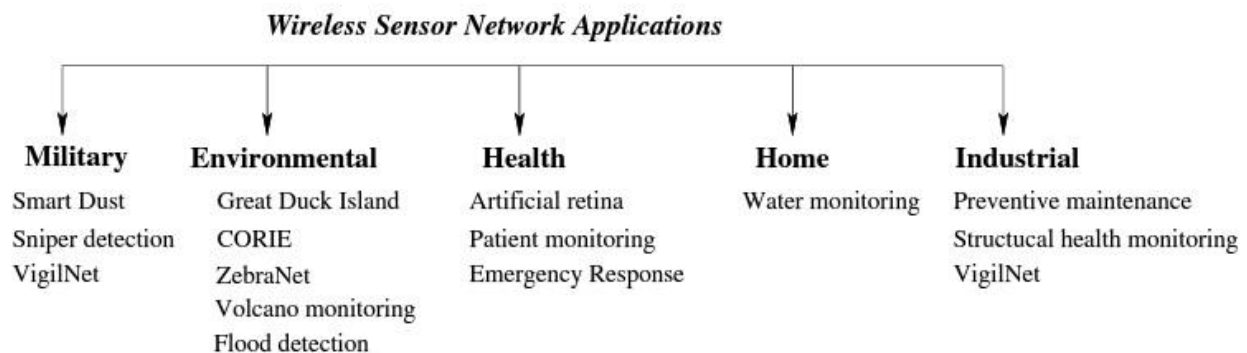 Wireless Sensor Network Applications
Military
Smart Dust
Sniper detection
VigilNet
Environmental
Great Duck Island
CORIE
ZebraNet
Volcano monitoring
Flood detection
Health
Artificial retina
Patient monitoring
Emergency Response
Home
Water monitoring
Industrial
Preventive maintenance
Structucal health monitoring
VigilNet